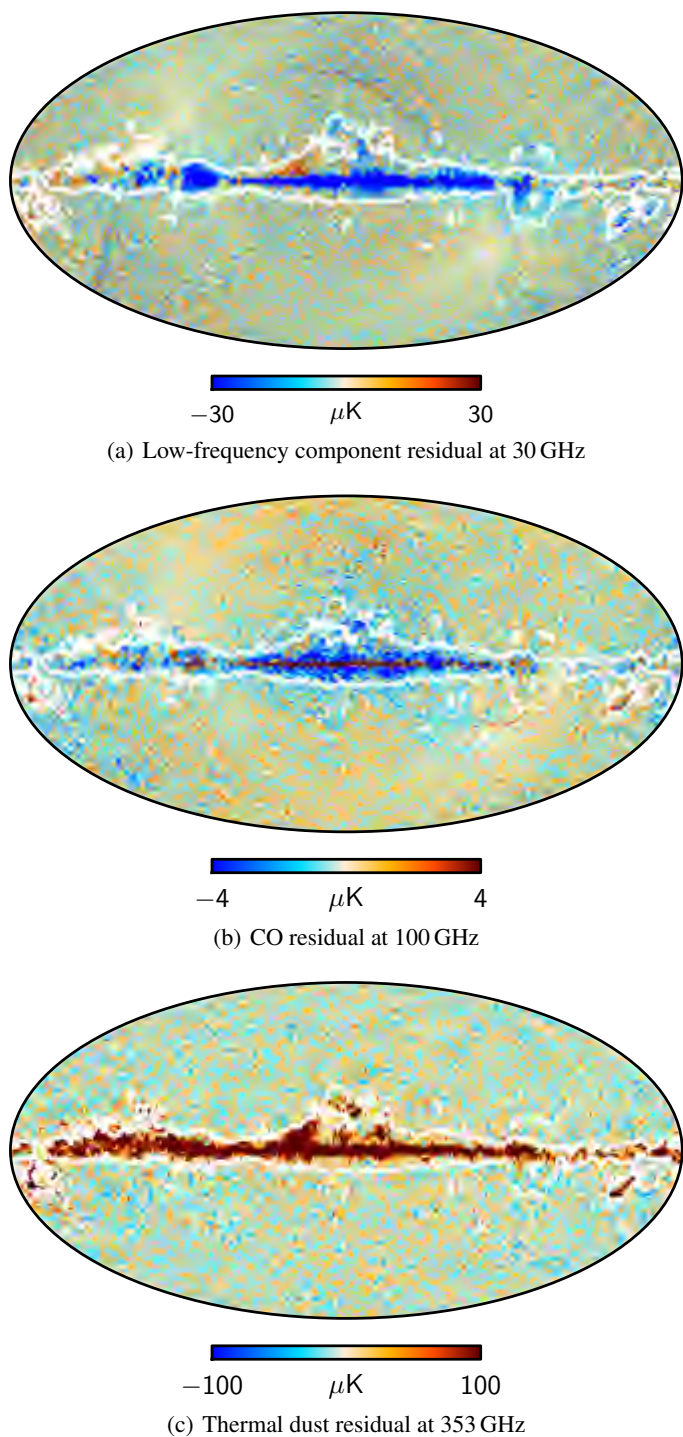 −30 μK 30
(a) Low-frequency component residual at 30 GHz
−4 μK 4
(b) CO residual at 100 GHz
−100 μK 100
(c) Thermal dust residual at 353 GHz